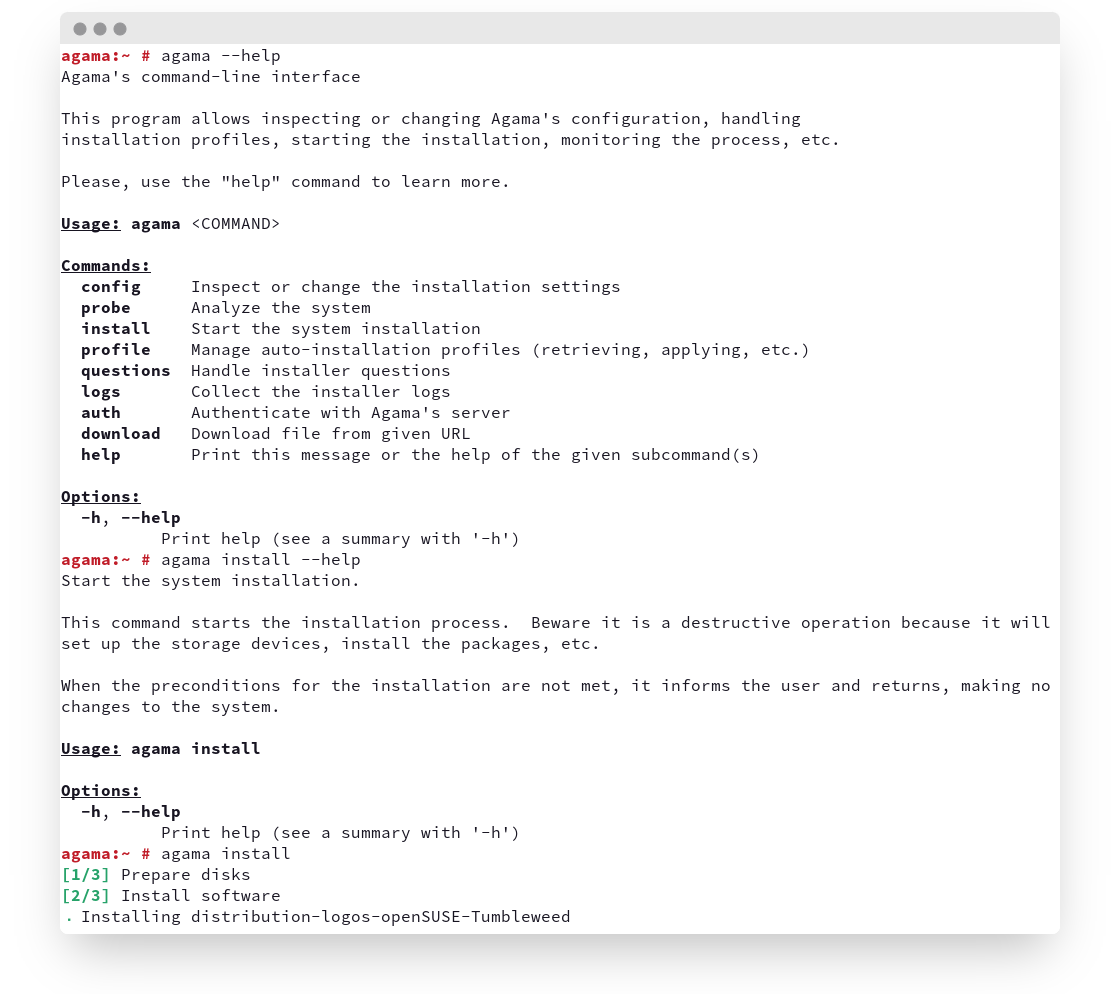 agama:~ # agama --help
Agama's command-line interface

This program allows inspecting or changing Agama's configuration, handling
installation profiles, starting the installation, monitoring the process, etc.

Please, use the "help" command to learn more.

Usage: agama <COMMAND>

Commands:
  config     Inspect or change the installation settings
  probe      Analyze the system
  install    Start the system installation
  profile    Manage auto-installation profiles (retrieving, applying, etc.)
  questions  Handle installer questions
  logs       Collect the installer logs
  auth       Authenticate with Agama's server
  download   Download file from given URL
  help       Print this message or the help of the given subcommand(s)

Options:
  -h, --help
          Print help (see a summary with '-h')
agama:~ # agama install --help
Start the system installation.

This command starts the installation process.  Beware it is a destructive operation because it will
set up the storage devices, install the packages, etc.

When the preconditions for the installation are not met, it informs the user and returns, making no
changes to the system.

Usage: agama install

Options:
  -h, --help
          Print help (see a summary with '-h')
agama:~ # agama install
[1/3] Prepare disks
[2/3] Install software
. Installing distribution-logos-openSUSE-Tumbleweed